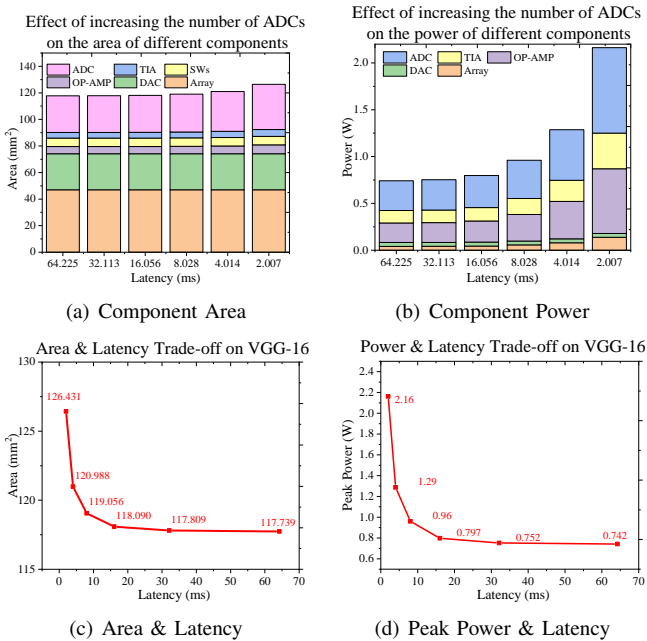 Effect of increasing the number of ADCs
on the area of different components
140
120
100
80
60
40
20
0
Area (mm²)
ADC TIA SWs
OP-AMP DAC Array
64.225 32.113 16.056 8.028 4.014 2.007
Latency (ms)
(a) Component Area
Effect of increasing the number of ADCs
on the power of different components
2.0
1.5
1.0
0.5
0.0
Power (W)
ADC TIA OP-AMP
DAC Array
64.225 32.113 16.056 8.028 4.014 2.007
Latency (ms)
(b) Component Power
Area & Latency Trade-off on VGG-16
130
125
120
115
Area (mm²)
126.431
120.988
119.056
118.090
117.809
117.739
0 10 20 30 40 50 60 70
Latency (ms)
(c) Area & Latency
Power & Latency Trade-off on VGG-16
2.4
2.2
2.0
1.8
1.6
1.4
1.2
1.0
0.8
0.6
Peak Power (W)
2.16
1.29
0.96
0.797
0.752
0.742
0 10 20 30 40 50 60 70
Latency (ms)
(d) Peak Power & Latency